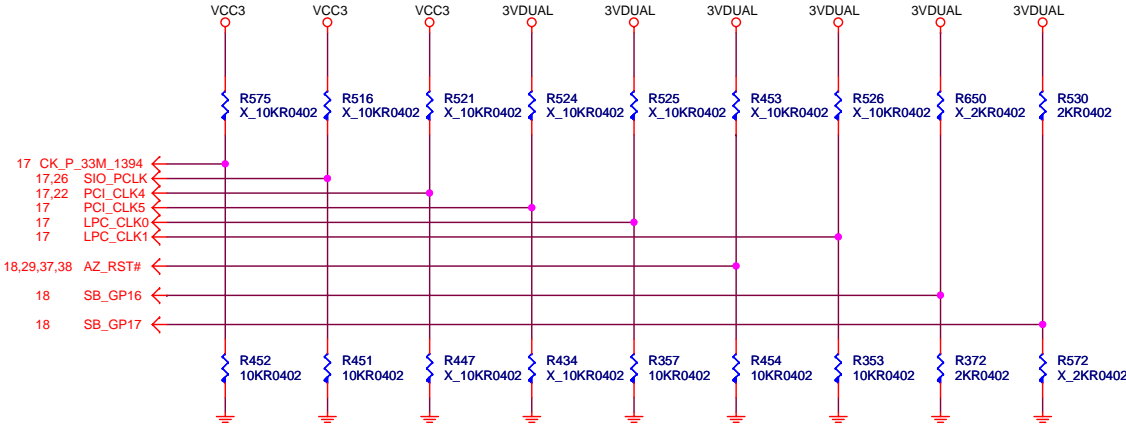 VCC3 VCC3 VCC3 3VDUAL 3VDUAL 3VDUAL 3VDUAL 3VDUAL 3VDUAL
R575 R516 R521 R524 R525 R453 R526 R650 R530
X_10KR0402 X_10KR0402 X_10KR0402 X_10KR0402 X_10KR0402 X_10KR0402 X_10KR0402 X_2KR0402 2KR0402
17 CK_P_33M_1394
17,26 SIO_PCLK
17,22 PCI_CLK4
17 PCI_CLK5
17 LPC_CLK0
17 LPC_CLK1
18,29,37,38 AZ_RST#
18 SB_GP16
18 SB_GP17
R452 R451 R447 R434 R357 R454 R353 R372 R572
10KR0402 10KR0402 X_10KR0402 X_10KR0402 10KR0402 10KR0402 10KR0402 2KR0402 X_2KR0402